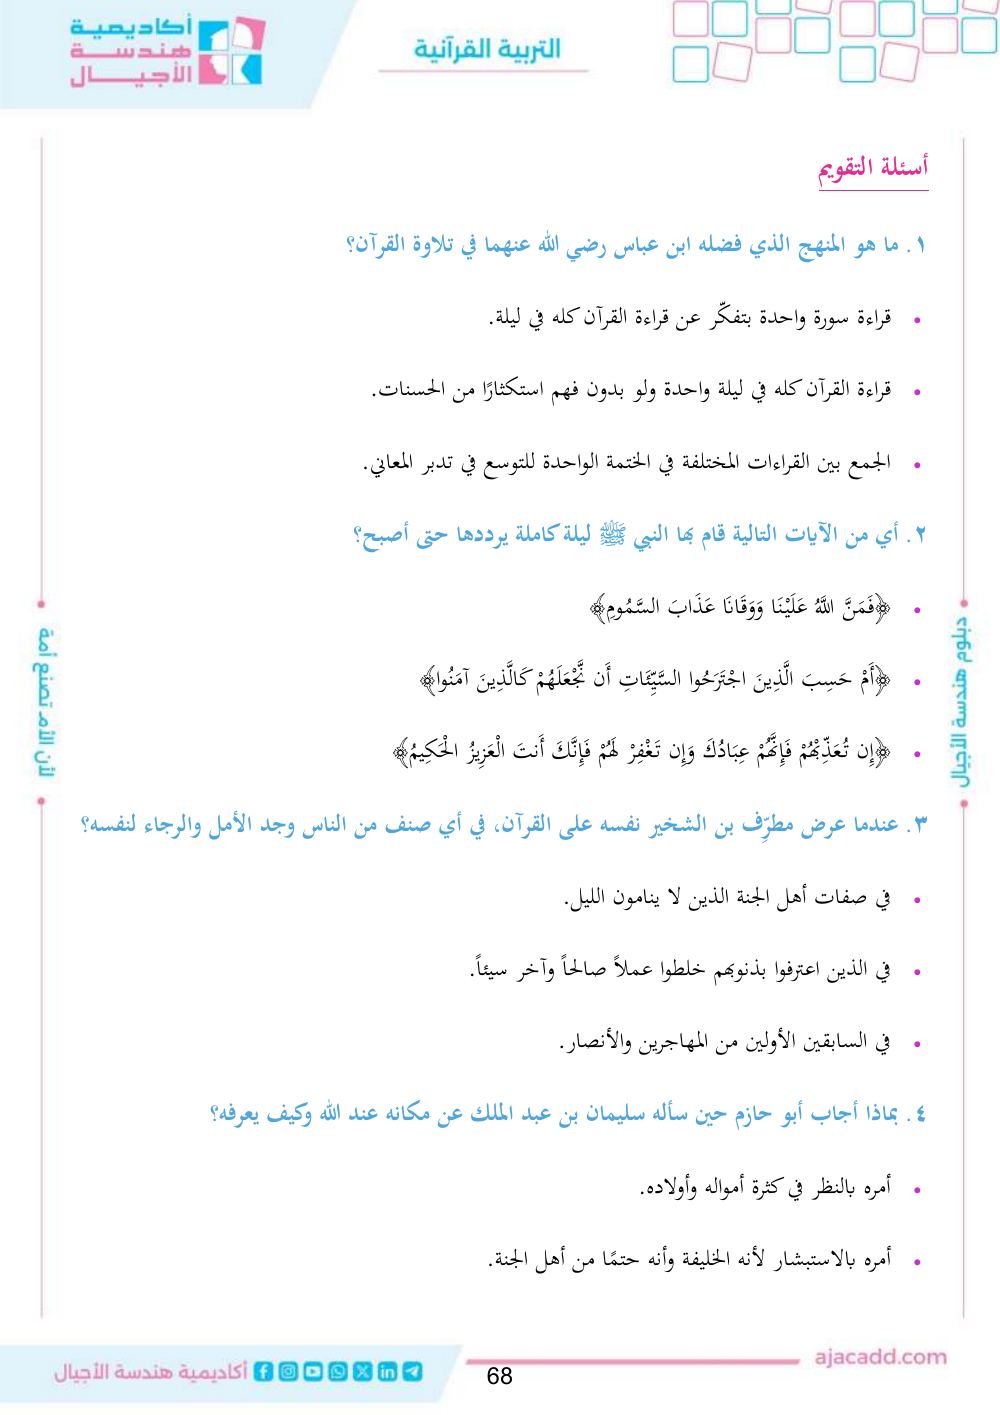 أكاديمية
هندسة
الأجيال
التربية القرآنية
أسئلة التقويم
١. ما هو المنهج الذي فضله ابن عباس رضي الله عنهما في تلاوة القرآن؟
• قراءة سورة واحدة بتفكّر عن قراءة القرآن كله في ليلة.
• قراءة القرآن كله في ليلة واحدة ولو بدون فهم استكثارًا من الحسنات.
• الجمع بين القراءات المختلفة في الختمة الواحدة للتوسع في تدبر المعاني.
٢. أي من الآيات التالية قام بها النبي ﷺ ليلة كاملة يرددها حتى أصبح؟
• ﴿فَمَنَّ اللَّهُ عَلَيْنَا وَوَقَانَا عَذَابَ السَّمُومِ﴾
• ﴿أَمْ حَسِبَ الَّذِينَ اجْتَرَحُوا السَّيِّئَاتِ أَن نَّجْعَلَهُمْ كَالَّذِينَ آمَنُوا﴾
• ﴿إِن تُعَذِّبْهُمْ فَإِنَّهُمْ عِبَادُكَ وَإِن تَغْفِرْ لَهُمْ فَإِنَّكَ أَنتَ الْعَزِيزُ الْحَكِيمُ﴾
٣. عندما عرض مطرِّف بن الشخير نفسه على القرآن، في أي صنف من الناس وجد الأمل والرجاء لنفسه؟
• في صفات أهل الجنة الذين لا ينامون الليل.
• في الذين اعترفوا بذنوبهم خلطوا عملاً صالحاً وآخر سيئاً.
• في السابقين الأولين من المهاجرين والأنصار.
٤. بماذا أجاب أبو حازم حين سأله سليمان بن عبد الملك عن مكانه عند الله وكيف يعرفه؟
• أمره بالنظر في كثرة أمواله وأولاده.
• أمره بالاستبشار لأنه الخليفة وأنه حتمًا من أهل الجنة.
دبلوم هندسة الأجيال
لأن الأم تصنع أمة
ajacadd.com
68
أكاديمية هندسة الأجيال